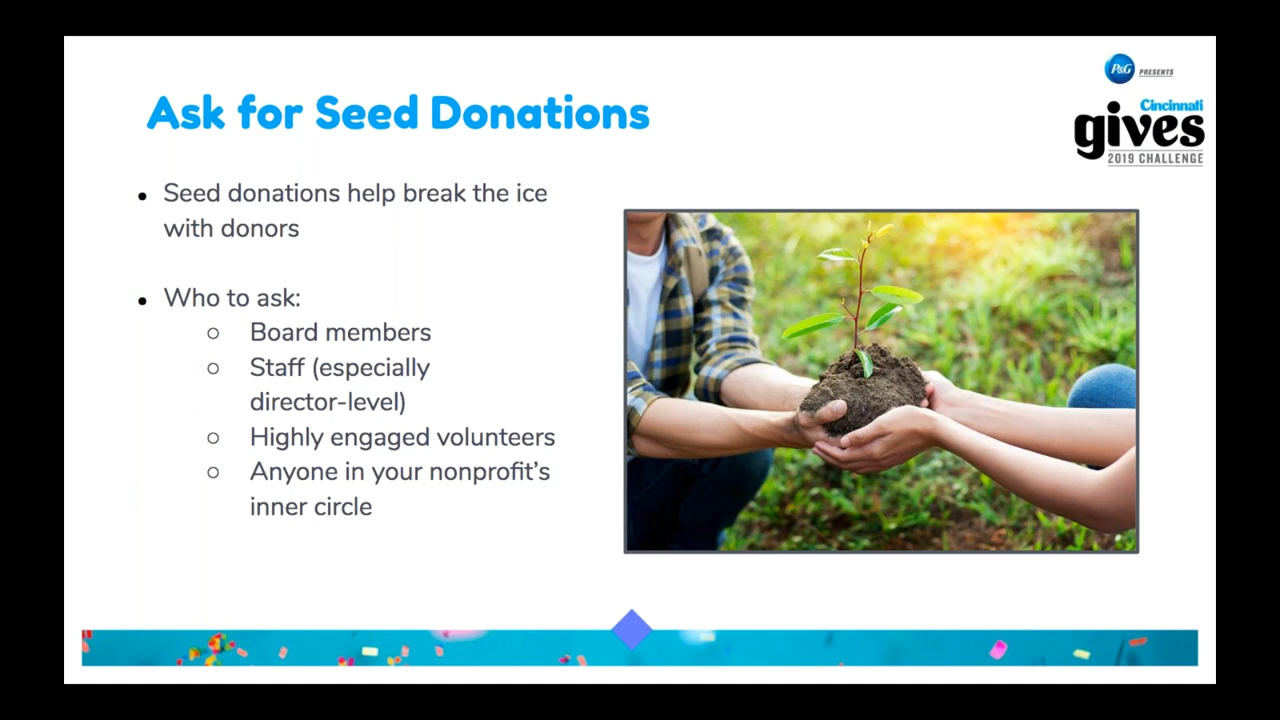 P&G PRESENTS
Cincinnati
gives
2019 CHALLENGE
Ask for Seed Donations
• Seed donations help break the ice
with donors
• Who to ask:
○ Board members
○ Staff (especially
director-level)
○ Highly engaged volunteers
○ Anyone in your nonprofit’s
inner circle